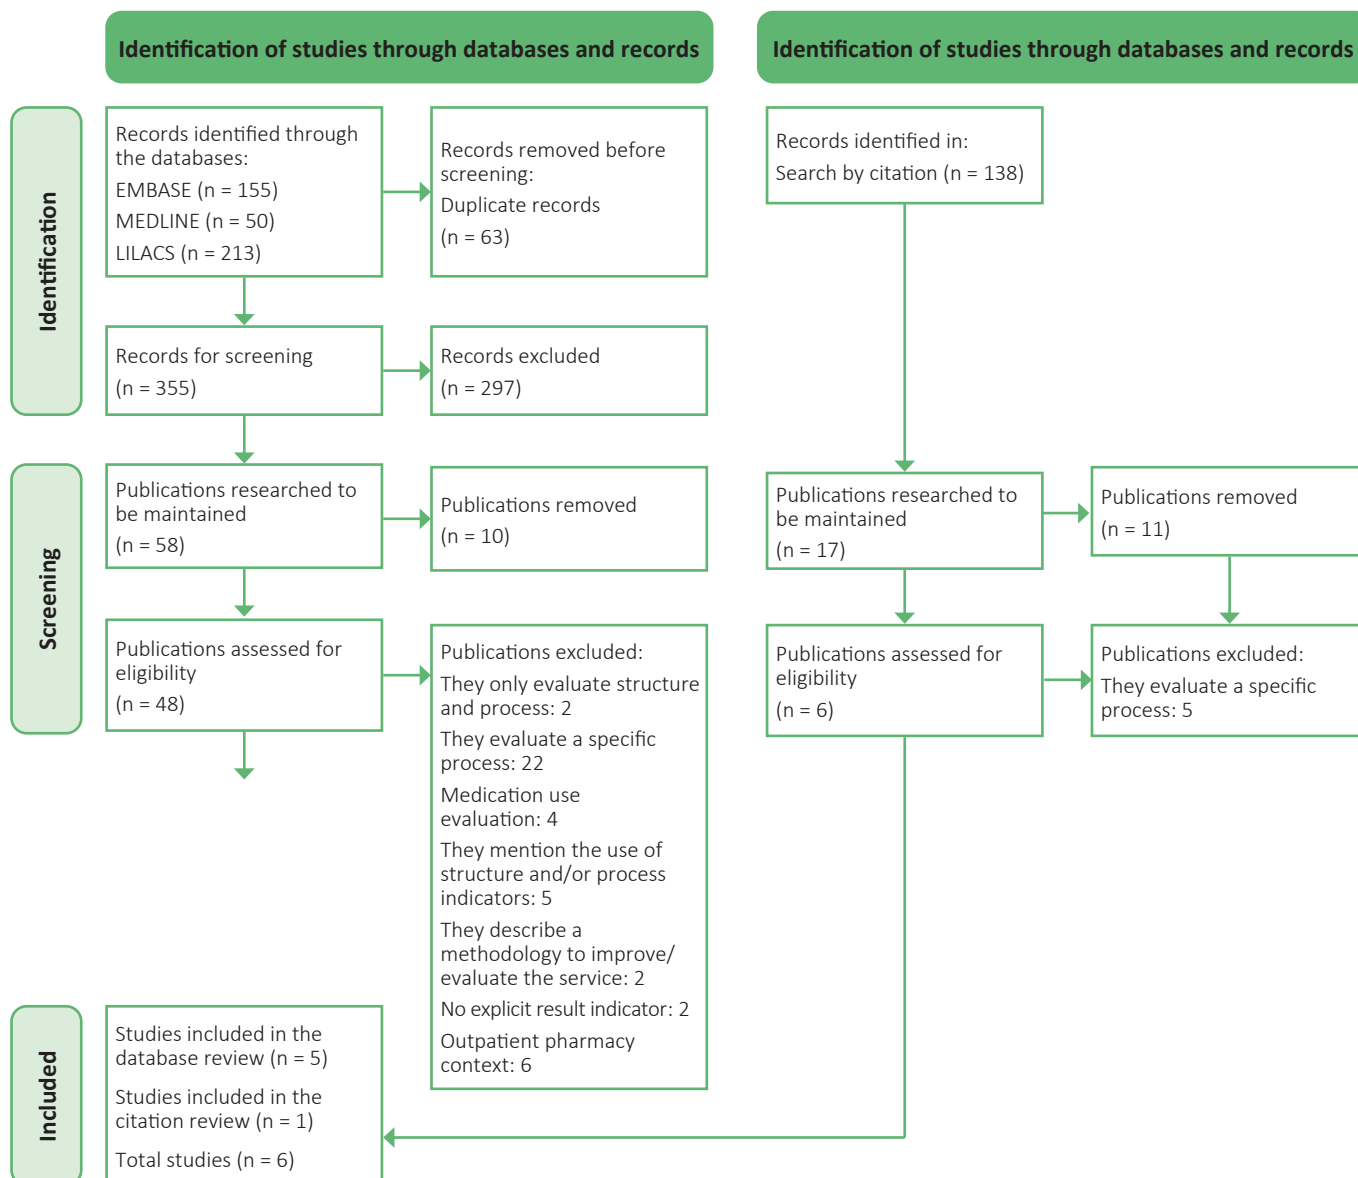 Identification of studies through databases and records
Identification of studies through databases and records
Identification
Records identified through
the databases:
EMBASE (n = 155)
MEDLINE (n = 50)
LILACS (n = 213)
Records removed before
screening:
Duplicate records
(n = 63)
Records identified in:
Search by citation (n = 138)
Records for screening
(n = 355)
Records excluded
(n = 297)
Screening
Publications researched to
be maintained
(n = 58)
Publications removed
(n = 10)
Publications researched to
be maintained
(n = 17)
Publications removed
(n = 11)
Publications assessed for
eligibility
(n = 48)
Publications excluded:
They only evaluate structure
and process: 2
They evaluate a specific
process: 22
Medication use
evaluation: 4
They mention the use of
structure and/or process
indicators: 5
They describe a
methodology to improve/
evaluate the service: 2
No explicit result indicator: 2
Outpatient pharmacy
context: 6
Publications assessed for
eligibility
(n = 6)
Publications excluded:
They evaluate a specific
process: 5
Included
Studies included in the
database review (n = 5)
Studies included in the
citation review (n = 1)
Total studies (n = 6)